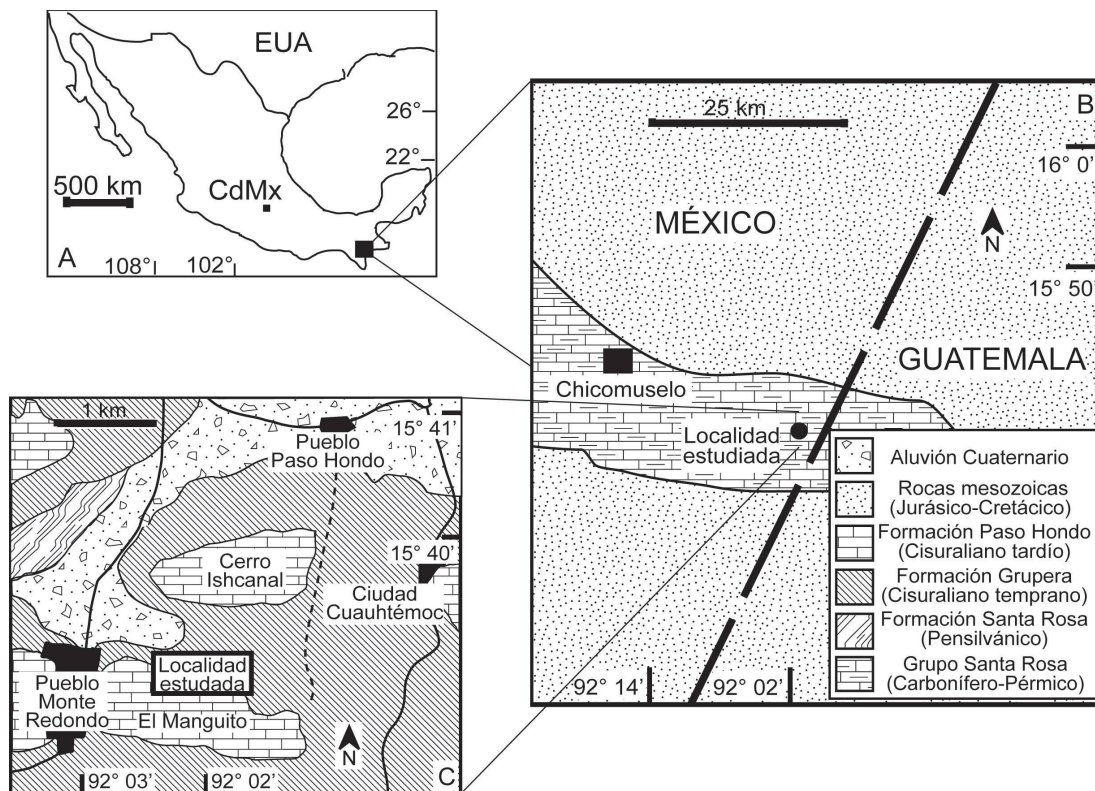 EUA
26°
22°
CdMx
500 km
A
108°
102°
25 km
B
16° 0'
MÉXICO
N
15° 50'
GUATEMALA
Chicomuselo
Localidad
estudiada
92° 14'
92° 02'
Aluvión Cuaternario
Rocas mesozoicas
(Jurásico-Cretácico)
Formación Paso Hondo
(Cisuraliano tardío)
Formación Grupera
(Cisuraliano temprano)
Formación Santa Rosa
(Pensilvánico)
Grupo Santa Rosa
(Carbonífero-Pérmico)
1 km
15° 41'
Pueblo
Paso Hondo
15° 40'
Cerro
Ishcanal
Ciudad
Cuauhtémoc
Localidad
estudada
Pueblo
Monte
Redondo
El Manguito
N
92° 03'
92° 02'
C